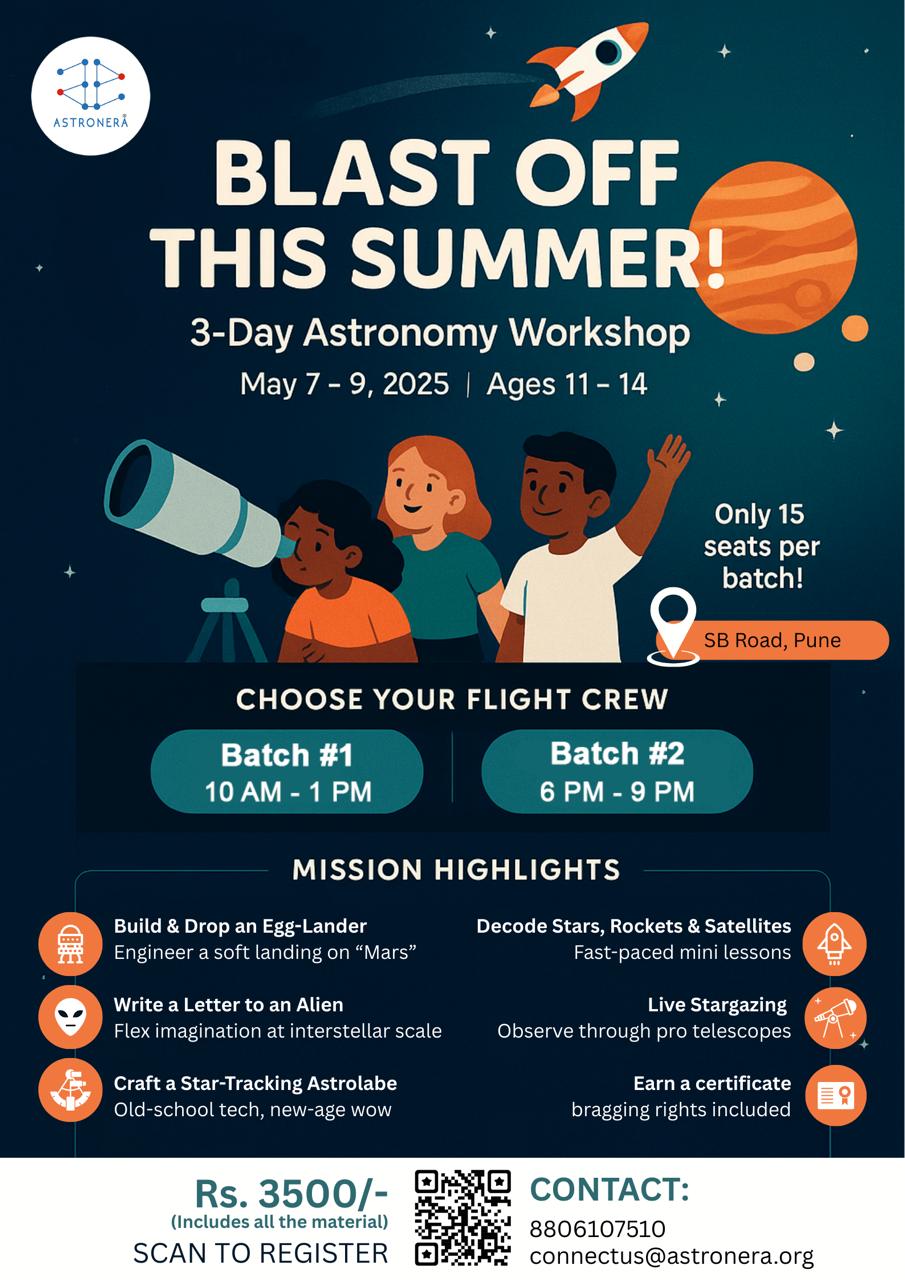 ASTRONERA®
BLAST OFF
THIS SUMMER!
3-Day Astronomy Workshop
May 7 – 9, 2025 | Ages 11 – 14
Only 15
seats per
batch!
SB Road, Pune
CHOOSE YOUR FLIGHT CREW
Batch #1
10 AM - 1 PM
Batch #2
6 PM - 9 PM
MISSION HIGHLIGHTS
Build & Drop an Egg-Lander
Engineer a soft landing on “Mars”
Write a Letter to an Alien
Flex imagination at interstellar scale
Craft a Star-Tracking Astrolabe
Old-school tech, new-age wow
Decode Stars, Rockets & Satellites
Fast-paced mini lessons
Live Stargazing
Observe through pro telescopes
Earn a certificate
bragging rights included
Rs. 3500/-
(Includes all the material)
SCAN TO REGISTER
CONTACT:
8806107510
connectus@astronera.org